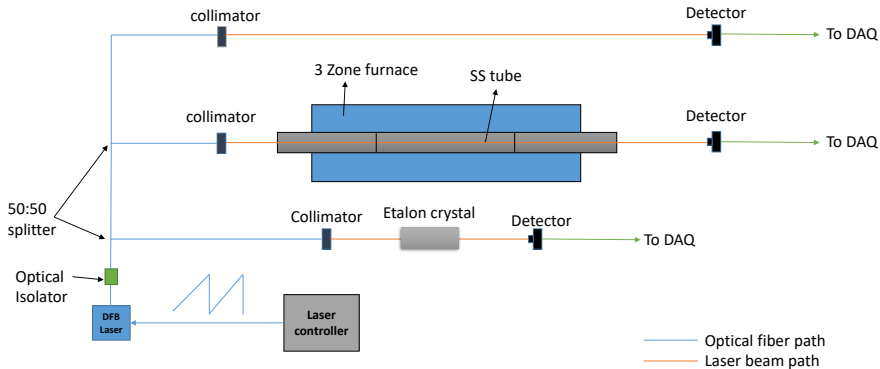 collimator
Detector
To DAQ
3 Zone furnace
SS tube
collimator
Detector
To DAQ
50:50
splitter
Collimator
Etalon crystal
Detector
To DAQ
Optical
Isolator
DFB
Laser
Laser
controller
Optical fiber path
Laser beam path